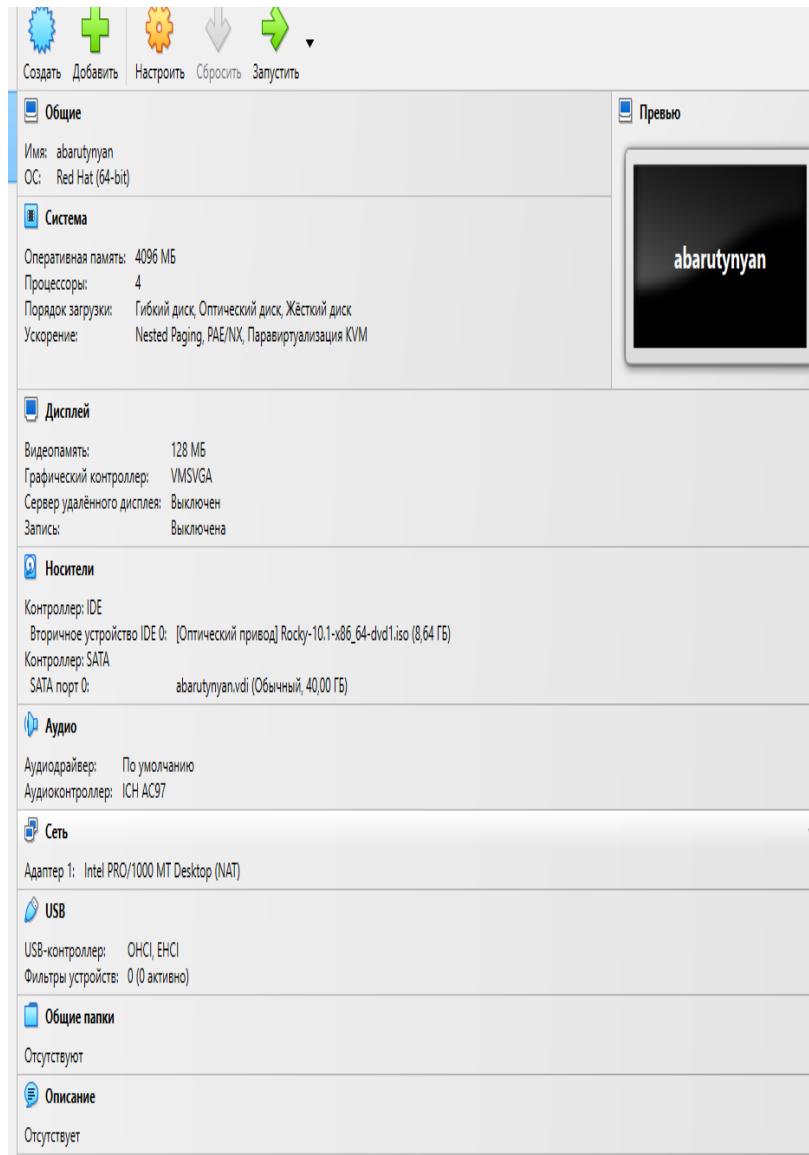 Создать Добавить Настроить Сбросить Запустить
Общие
Имя: abarutynyan
ОС: Red Hat (64-bit)
Превью
abarutynyan
Система
Оперативная память: 4096 МБ
Процессоры: 4
Порядок загрузки: Гибкий диск, Оптический диск, Жёсткий диск
Ускорение: Nested Paging, PAE/NX, Паравиртуализация KVM
Дисплей
Видеопамять: 128 МБ
Графический контроллер: VMSVGA
Сервер удалённого дисплея: Выключен
Запись: Выключена
Носители
Контроллер: IDE
Вторичное устройство IDE 0: [Оптический привод] Rocky-10.1-x86_64-dvd1.iso (8,64 ГБ)
Контроллер: SATA
SATA порт 0: abarutynyan.vdi (Обычный, 40,00 ГБ)
Аудио
Аудиодрайвер: По умолчанию
Аудиоконтроллер: ICH AC97
Сеть
Адаптер 1: Intel PRO/1000 MT Desktop (NAT)
USB
USB-контроллер: OHCI, EHCI
Фильтры устройств: 0 (0 активно)
Общие папки
Отсутствуют
Описание
Отсутствует